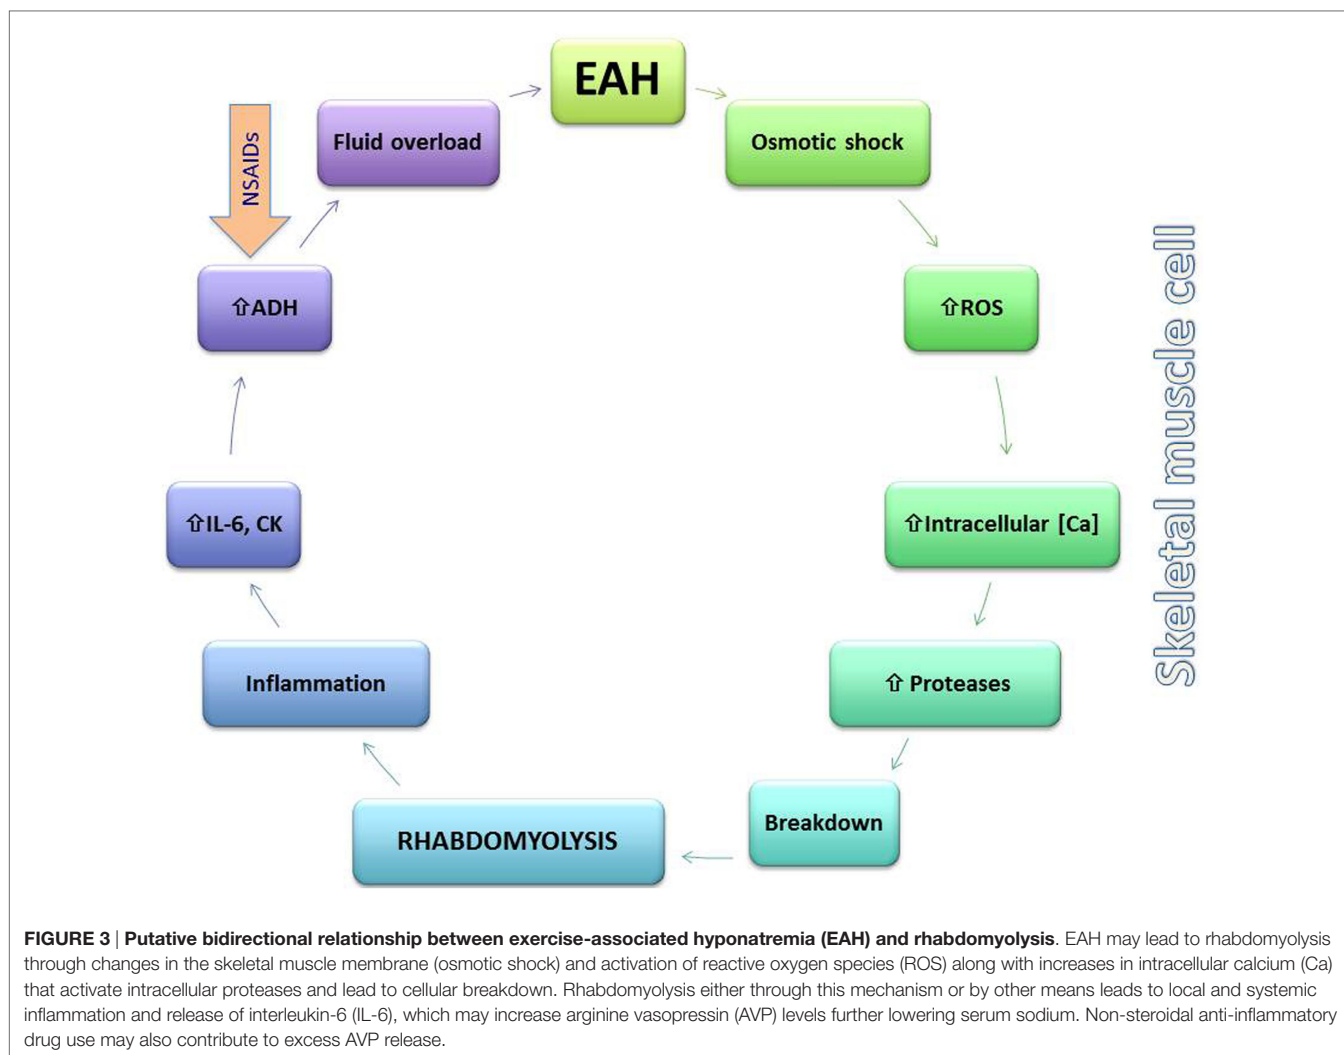 EAH
Osmotic shock
⇧ROS
⇧Intracellular [Ca]
⇧ Proteases
Breakdown
RHABDOMYOLYSIS
Inflammation
⇧IL-6, CK
⇧ADH
NSAIDs
Fluid overload
Skeletal muscle cell
FIGURE 3 | Putative bidirectional relationship between exercise-associated hyponatremia (EAH) and rhabdomyolysis. EAH may lead to rhabdomyolysis
through changes in the skeletal muscle membrane (osmotic shock) and activation of reactive oxygen species (ROS) along with increases in intracellular calcium (Ca)
that activate intracellular proteases and lead to cellular breakdown. Rhabdomyolysis either through this mechanism or by other means leads to local and systemic
inflammation and release of interleukin-6 (IL-6), which may increase arginine vasopressin (AVP) levels further lowering serum sodium. Non-steroidal anti-inflammatory
drug use may also contribute to excess AVP release.